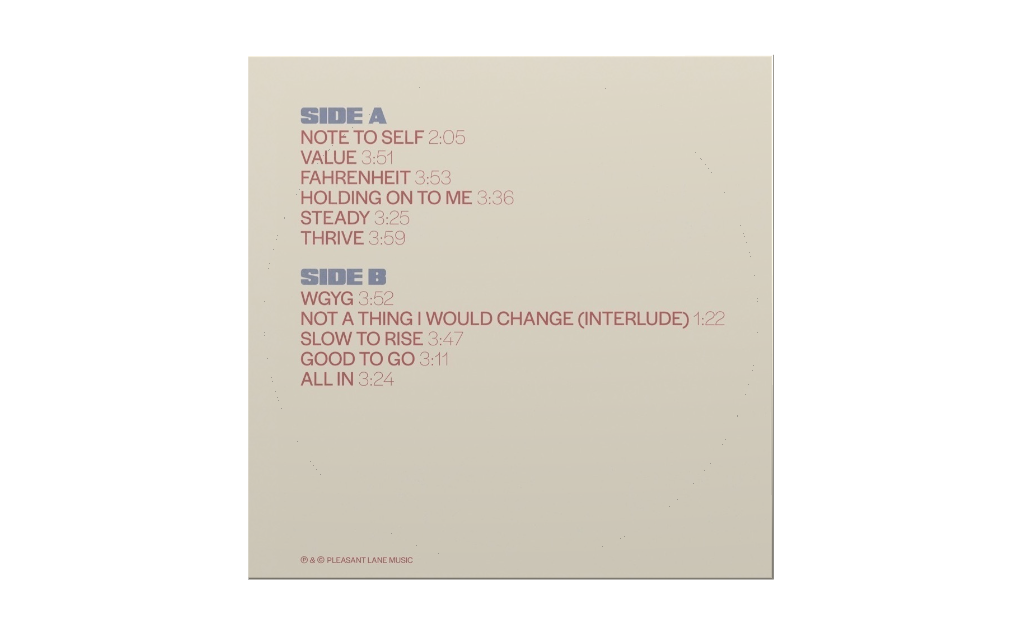 SIDE A
NOTE TO SELF 2:05
VALUE 3:51
FAHRENHEIT 3:53
HOLDING ON TO ME 3:36
STEADY 3:25
THRIVE 3:59
SIDE B
WGYG 3:52
NOT A THING I WOULD CHANGE (INTERLUDE) 1:22
SLOW TO RISE 3:47
GOOD TO GO 3:11
ALL IN 3:24
℗ & © PLEASANT LANE MUSIC